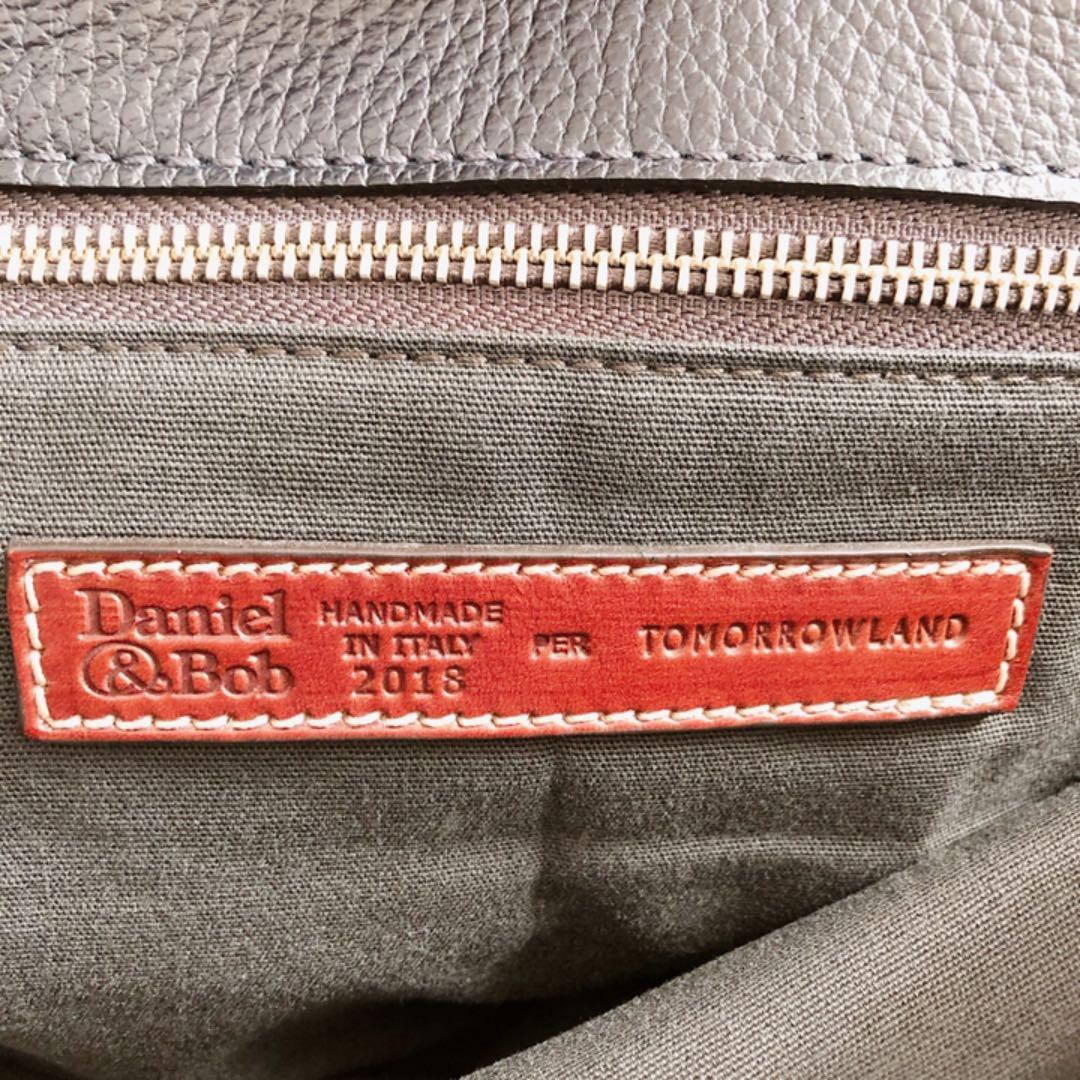 Daniel
&Bob
HANDMADE
IN ITALY
2018
PER
TOMORROWLAND